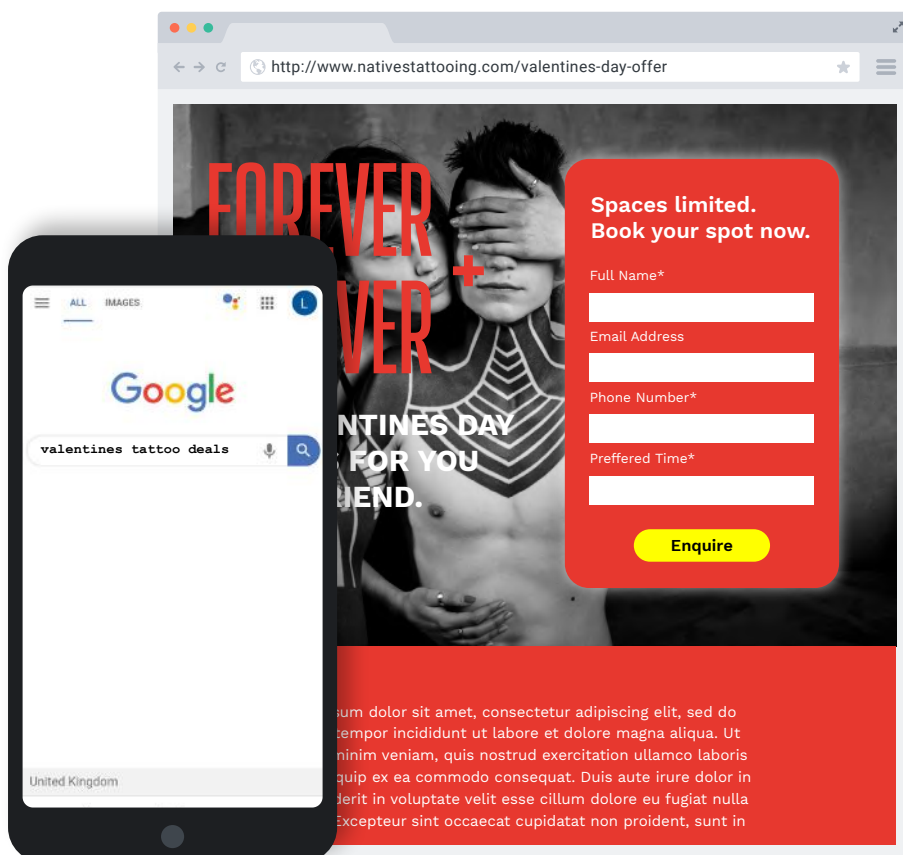 http://www.nativestattooing.com/valentines-day-offer
FOREVER
+
VER
NTINES DAY
FOR YOU
IEND.
Spaces limited.
Book your spot now.
Full Name*
Email Address
Phone Number*
Preffered Time*
Enquire
ALL IMAGES L
Google
valentines tattoo deals
United Kingdom
sum dolor sit amet, consectetur adipiscing elit, sed do
tempor incididunt ut labore et dolore magna aliqua. Ut
minim veniam, quis nostrud exercitation ullamco laboris
quip ex ea commodo consequat. Duis aute irure dolor in
derit in voluptate velit esse cillum dolore eu fugiat nulla
Excepteur sint occaecat cupidatat non proident, sunt in